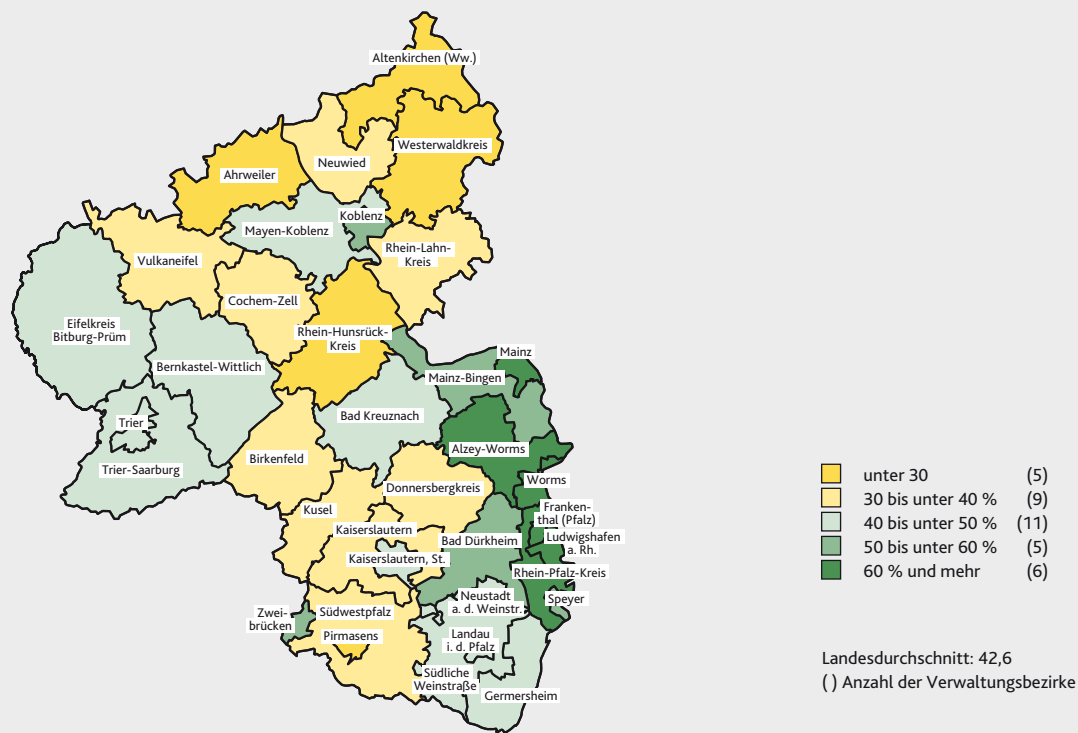 Altenkirchen (Ww.)
Westerwaldkreis
Neuwied
Ahrweiler
Koblenz
Mayen-Koblenz
Rhein-Lahn-
Kreis
Vulkaneifel
Cochem-Zell
Eifelkreis
Bitburg-Prüm
Rhein-Hunsrück-
Kreis
Mainz
Bernkastel-Wittlich
Mainz-Bingen
Bad Kreuznach
Trier
Alzey-Worms
Birkenfeld
Trier-Saarburg
Donnersbergkreis
Worms
Kusel
Franken-
thal (Pfalz)
Kaiserslautern
Ludwigshafen
a. Rh.
Bad Dürkheim
Kaiserslautern, St.
Rhein-Pfalz-Kreis
Neustadt
a. d. Weinstr.
Speyer
Zwei-
brücken
Südwestpfalz
Pirmasens
Landau
i. d. Pfalz
Südliche
Weinstraße
Germersheim
unter 30 (5)
30 bis unter 40 % (9)
40 bis unter 50 % (11)
50 bis unter 60 % (5)
60 % und mehr (6)
Landesdurchschnitt: 42,6
( ) Anzahl der Verwaltungsbezirke